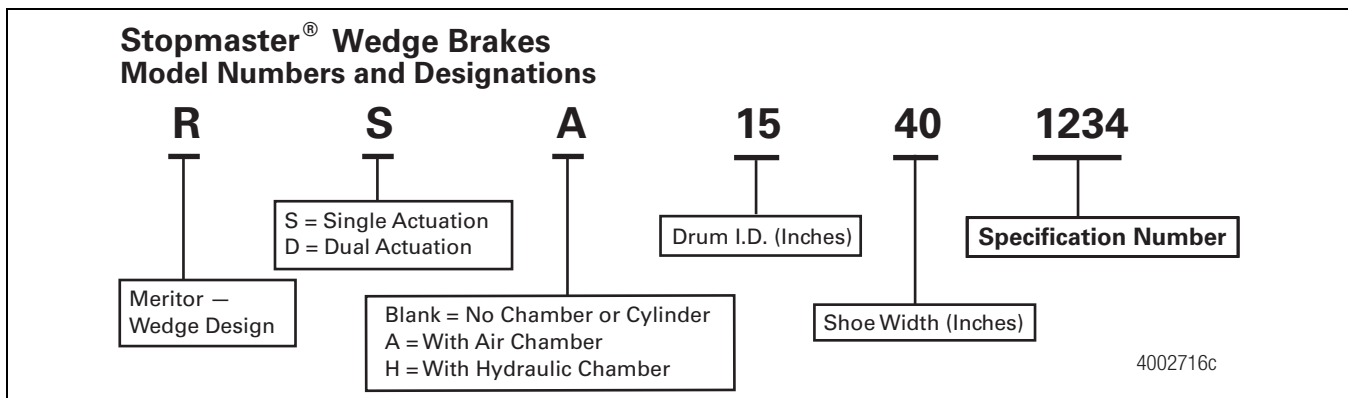 Stopmaster® Wedge Brakes
Model Numbers and Designations
R S A 15 40 1234
S = Single Actuation
D = Dual Actuation
Drum I.D. (Inches)
Specification Number
Meritor —
Wedge Design
Blank = No Chamber or Cylinder
A = With Air Chamber
H = With Hydraulic Chamber
Shoe Width (Inches)
4002716c